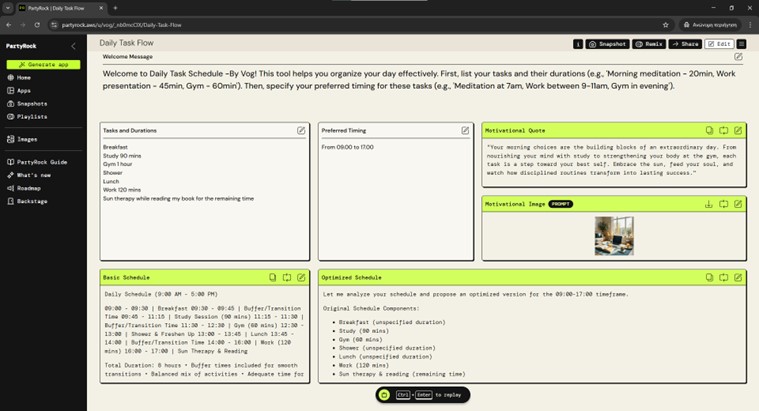 PartyRock | Daily Task Flow
partyrock.aws/u/vog/_nb0mcOX/Daily-Task-Flow
Ανώνυμη περιήγηση
PartyRock
Daily Task Flow
i
Snapshot
Remix
Share
Edit
Generate app
Home
Apps
Snapshots
Playlists
Images
PartyRock Guide
What's new
Roadmap
Backstage
Welcome Message
Welcome to Daily Task Schedule -By Vog! This tool helps you organize your day effectively. First, list your tasks and their durations (e.g., 'Morning meditation - 20min, Work
presentation - 45min, Gym - 60min'). Then, specify your preferred timing for these tasks (e.g., 'Meditation at 7am, Work between 9-11am, Gym in evening').
Tasks and Durations
Breakfast
Study 90 mins
Gym 1 hour
Shower
Lunch
Work 120 mins
Sun therapy while reading my book for the remaining time
Preferred Timing
From 09:00 to 17:00
Motivational Quote
"Your morning choices are the building blocks of an extraordinary day. From
nourishing your mind with study to strengthening your body at the gym, each
task is a step toward your best self. Embrace the sun, feed your soul, and
watch how disciplined routines transform into lasting success."
Motivational Image PROMPT
Basic Schedule
Daily Schedule (9:00 AM - 5:00 PM)
09:00 - 09:30 | Breakfast 09:30 - 09:45 | Buffer/Transition
Time 09:45 - 11:15 | Study Session (90 mins) 11:15 - 11:30 |
Buffer/Transition Time 11:30 - 12:30 | Gym (60 mins) 12:30 -
13:00 | Shower & Freshen Up 13:00 - 13:45 | Lunch 13:45 -
14:00 | Buffer/Transition Time 14:00 - 16:00 | Work (120
mins) 16:00 - 17:00 | Sun Therapy & Reading
Total Duration: 8 hours • Buffer times included for smooth
transitions • Balanced mix of activities • Adequate time for
Optimized Schedule
Let me analyze your schedule and propose an optimized version for the 09:00-17:00 timeframe.
Original Schedule Components:
• Breakfast (unspecified duration)
• Study (90 mins)
• Gym (60 mins)
• Shower (unspecified duration)
• Lunch (unspecified duration)
• Work (120 mins)
• Sun therapy & reading (remaining time)
Ctrl + Enter to replay